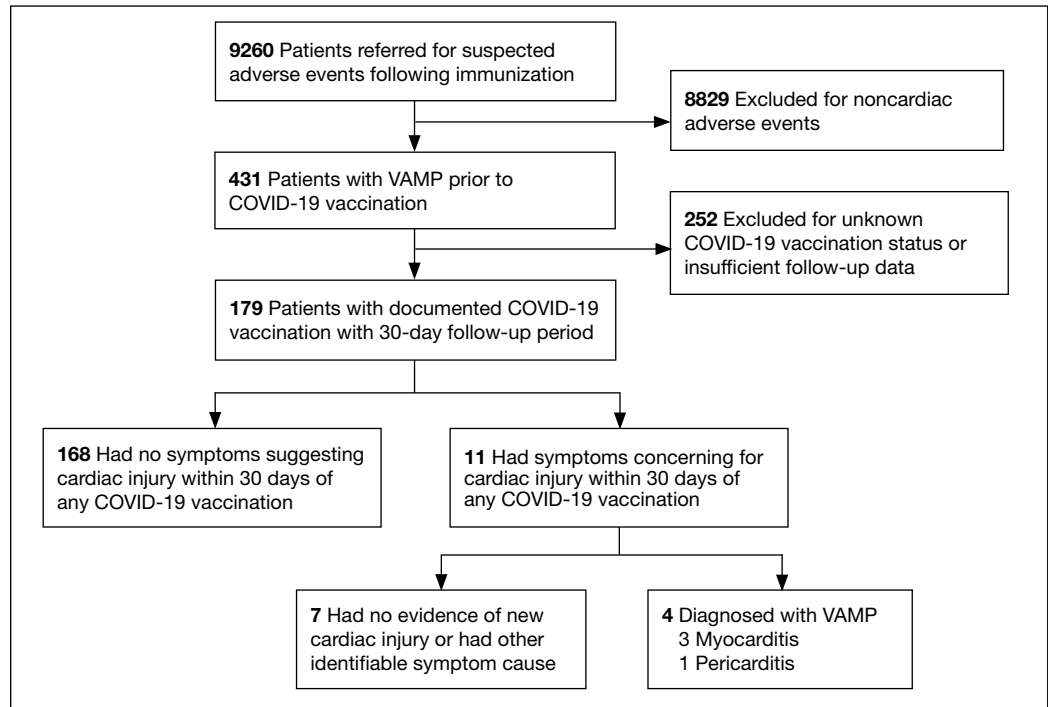 9260 Patients referred for suspected
adverse events following immunization
8829 Excluded for noncardiac
adverse events
431 Patients with VAMP prior to
COVID-19 vaccination
252 Excluded for unknown
COVID-19 vaccination status or
insufficient follow-up data
179 Patients with documented COVID-19
vaccination with 30-day follow-up period
168 Had no symptoms suggesting
cardiac injury within 30 days of
any COVID-19 vaccination
11 Had symptoms concerning for
cardiac injury within 30 days of
any COVID-19 vaccination
7 Had no evidence of new
cardiac injury or had other
identifiable symptom cause
4 Diagnosed with VAMP
3 Myocarditis
1 Pericarditis